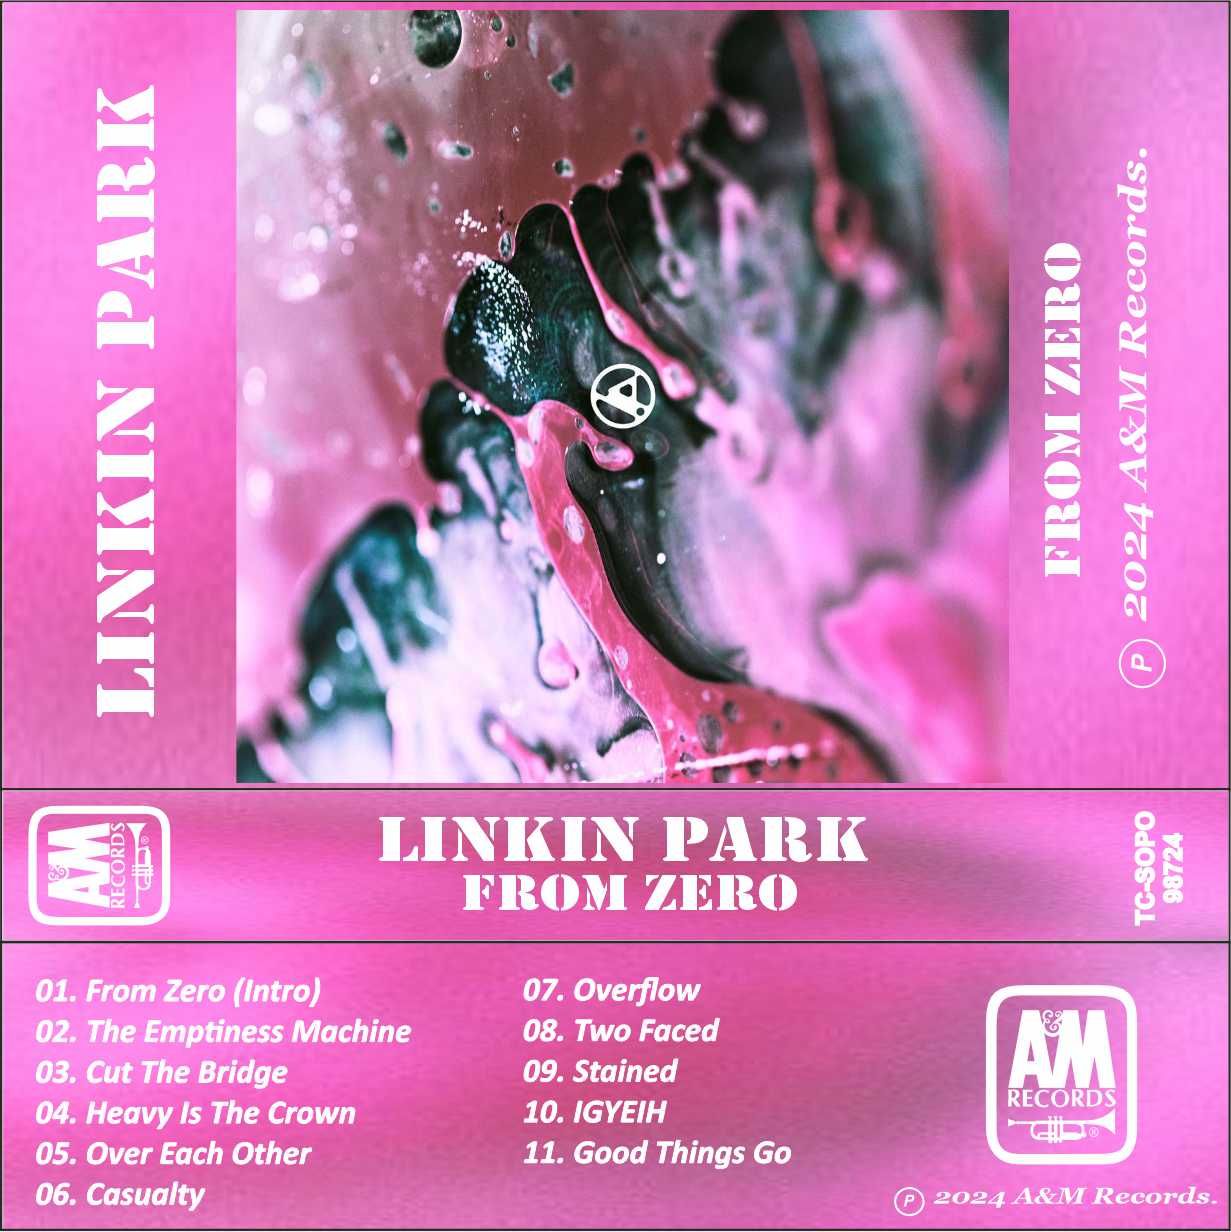 LINKIN PARK
FROM ZERO
Ⓟ 2024 A&M Records.
A&M
RECORDS
®
LINKIN PARK
FROM ZERO
TC-SOPO
98724
01. From Zero (Intro)
02. The Emptiness Machine
03. Cut The Bridge
04. Heavy Is The Crown
05. Over Each Other
06. Casualty
07. Overflow
08. Two Faced
09. Stained
10. IGYEIH
11. Good Things Go
A&M
RECORDS
®
Ⓟ 2024 A&M Records.